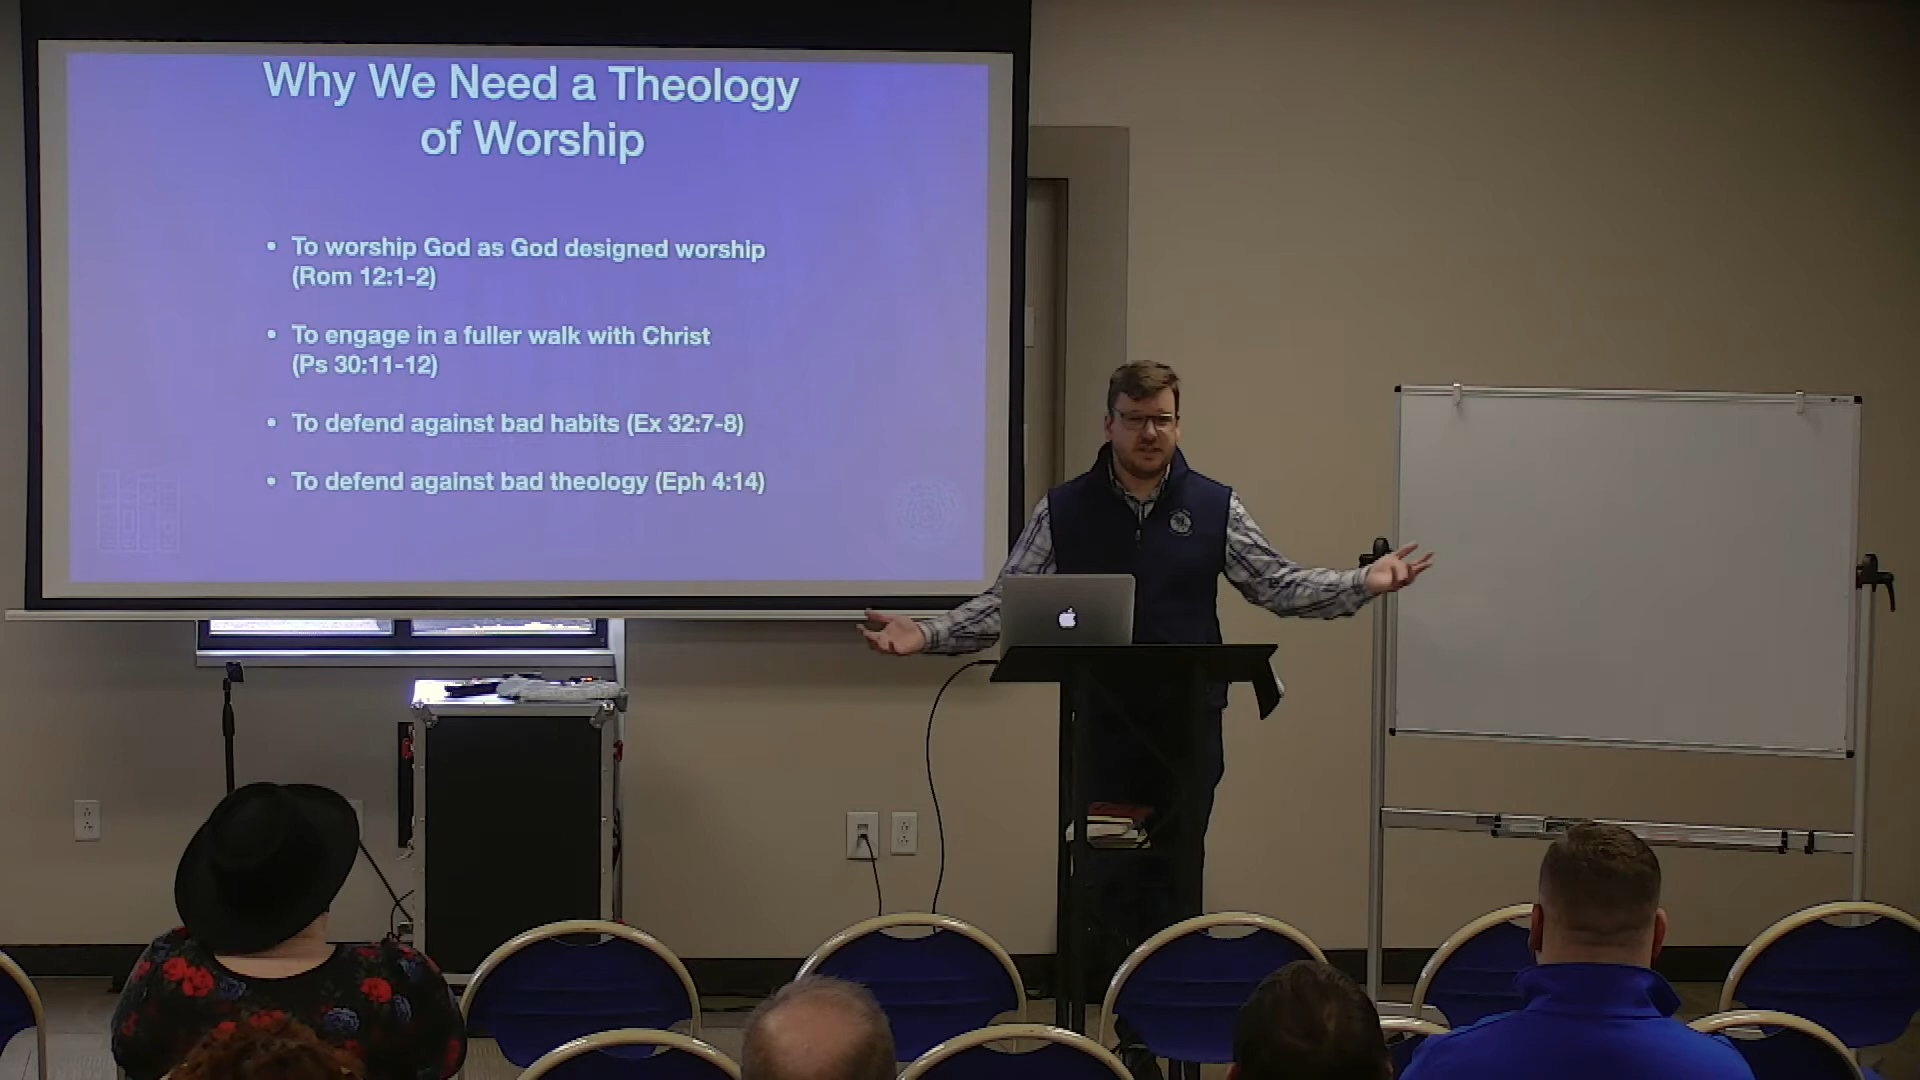 Why We Need a Theology
of Worship
• To worship God as God designed worship
(Rom 12:1-2)
• To engage in a fuller walk with Christ
(Ps 30:11-12)
• To defend against bad habits (Ex 32:7-8)
• To defend against bad theology (Eph 4:14)